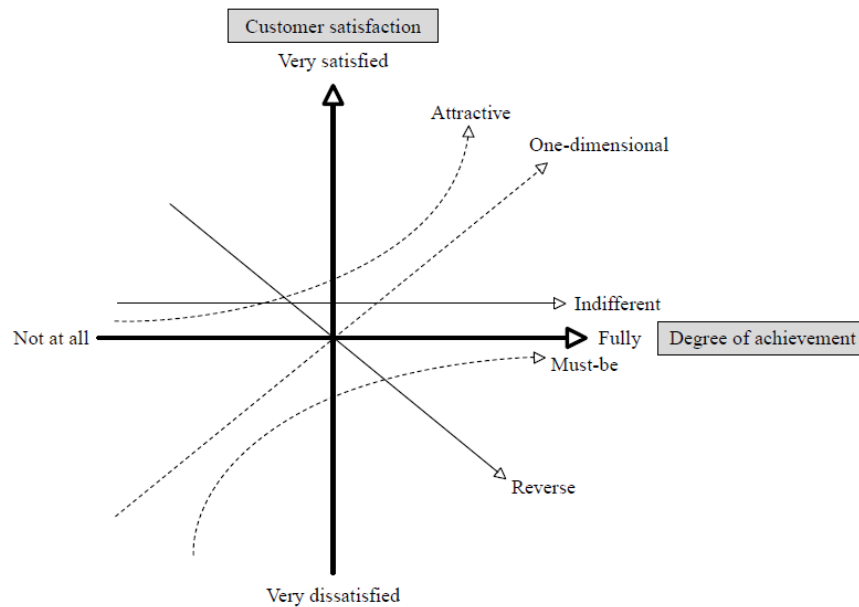 Customer satisfaction
Very satisfied
Attractive
One-dimensional
Indifferent
Not at all
Fully
Degree of achievement
Must-be
Reverse
Very dissatisfied